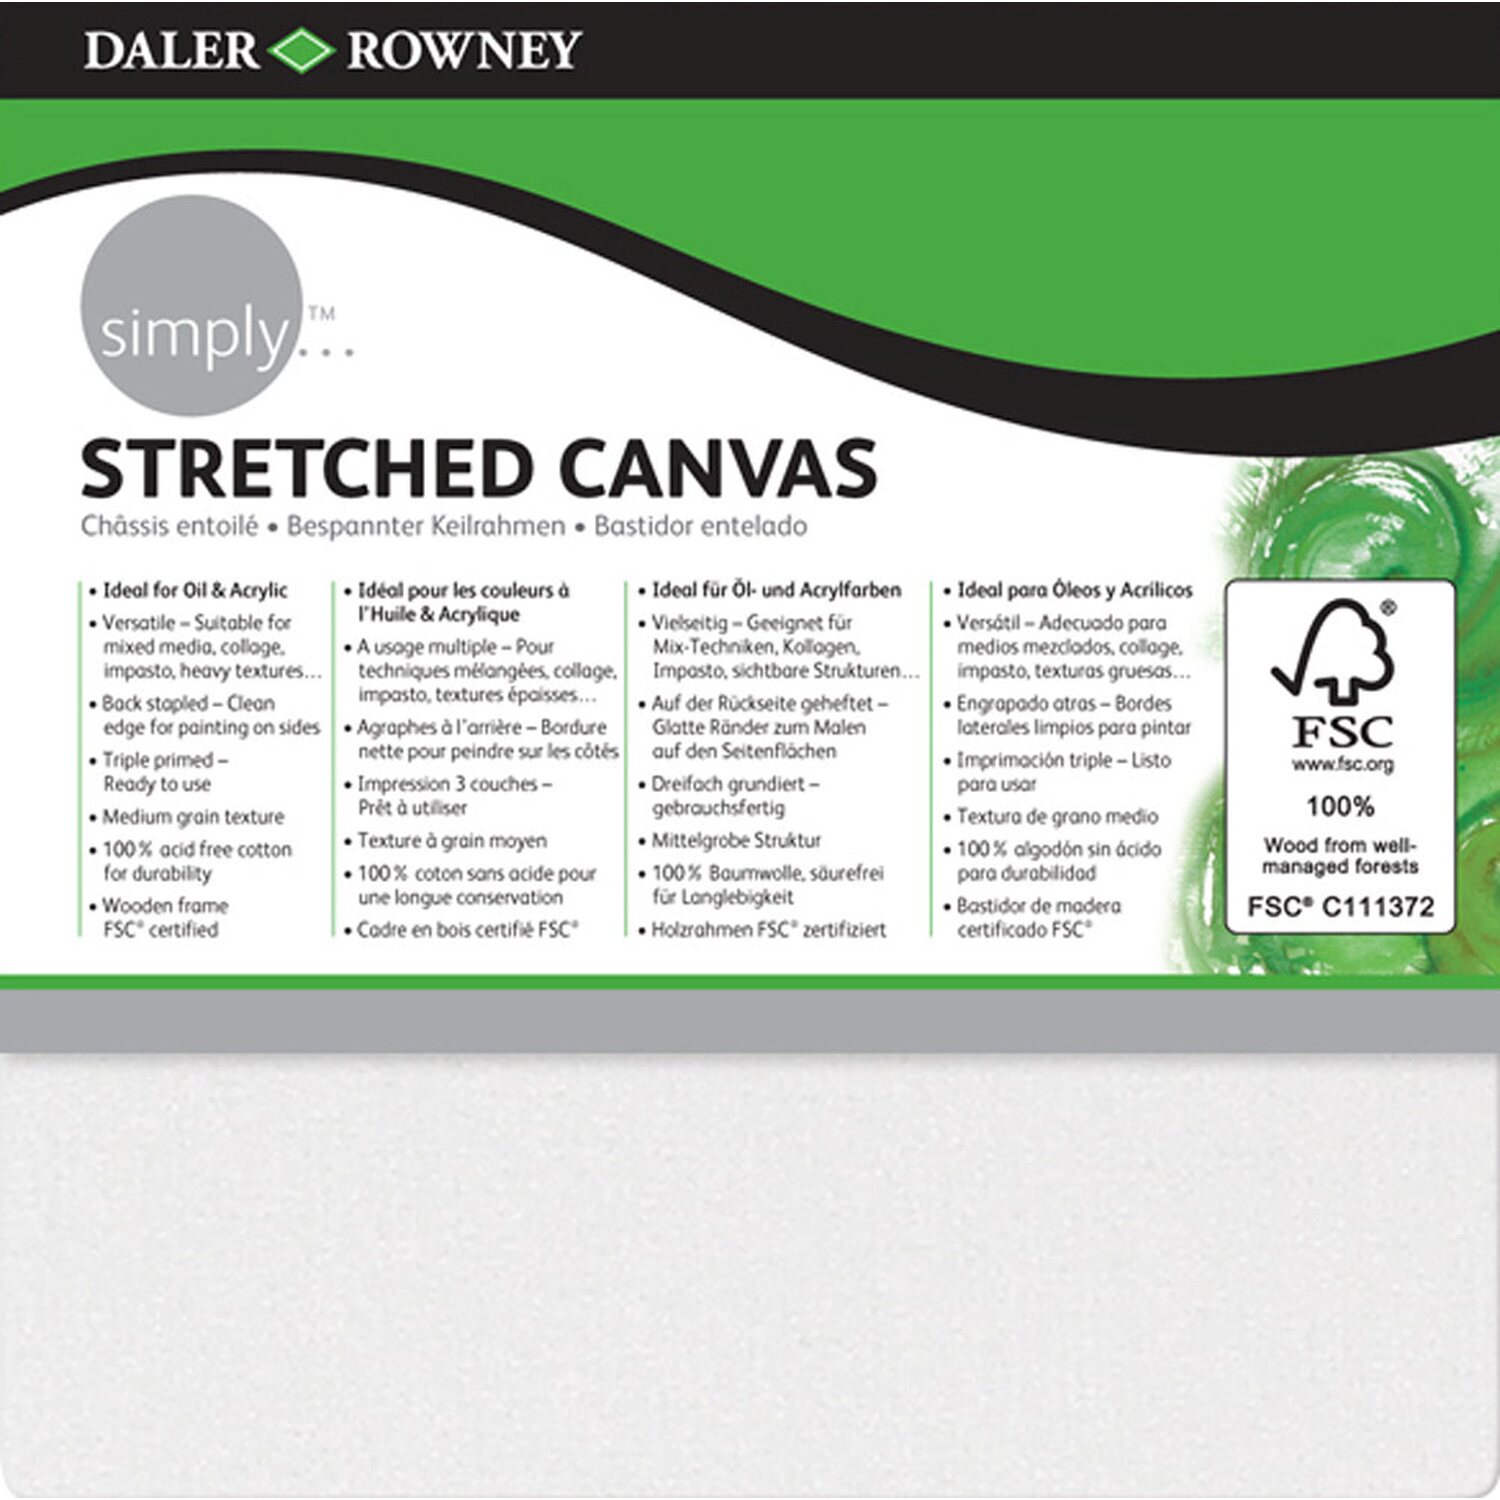 DALER ROWNEY
simply...™
STRETCHED CANVAS
Châssis entoilé • Bespannter Keilrahmen • Bastidor entelado
• Ideal for Oil & Acrylic
• Versatile – Suitable for
mixed media, collage,
impasto, heavy textures...
• Back stapled – Clean
edge for painting on sides
• Triple primed –
Ready to use
• Medium grain texture
• 100% acid free cotton
for durability
• Wooden frame
FSC® certified
• Idéal pour les couleurs à
l'Huile & Acrylique
• A usage multiple – Pour
techniques mélangées, collage,
impasto, textures épaisses...
• Agraphes à l'arrière – Bordure
nette pour peindre sur les côtés
• Impression 3 couches –
Prêt à utiliser
• Texture à grain moyen
• 100% coton sans acide pour
une longue conservation
• Cadre en bois certifié FSC®
• Ideal für Öl- und Acrylfarben
• Vielseitig – Geeignet für
Mix-Techniken, Kollagen,
Impasto, sichtbare Strukturen...
• Auf der Rückseite geheftet –
Glatte Ränder zum Malen
auf den Seitenflächen
• Dreifach grundiert –
gebrauchsfertig
• Mittelgrobe Struktur
• 100% Baumwolle, säurefrei
für Langlebigkeit
• Holzrahmen FSC® zertifiziert
• Ideal para Óleos y Acrílicos
• Versátil – Adecuado para
medios mezclados, collage,
impasto, texturas gruesas...
• Engrapado atras – Bordes
laterales limpios para pintar
• Imprimación triple – Listo
para usar
• Textura de grano medio
• 100% algodón sin ácido
para durabilidad
• Bastidor de madera
certificado FSC®
®
FSC
www.fsc.org
100%
Wood from well-
managed forests
FSC® C111372